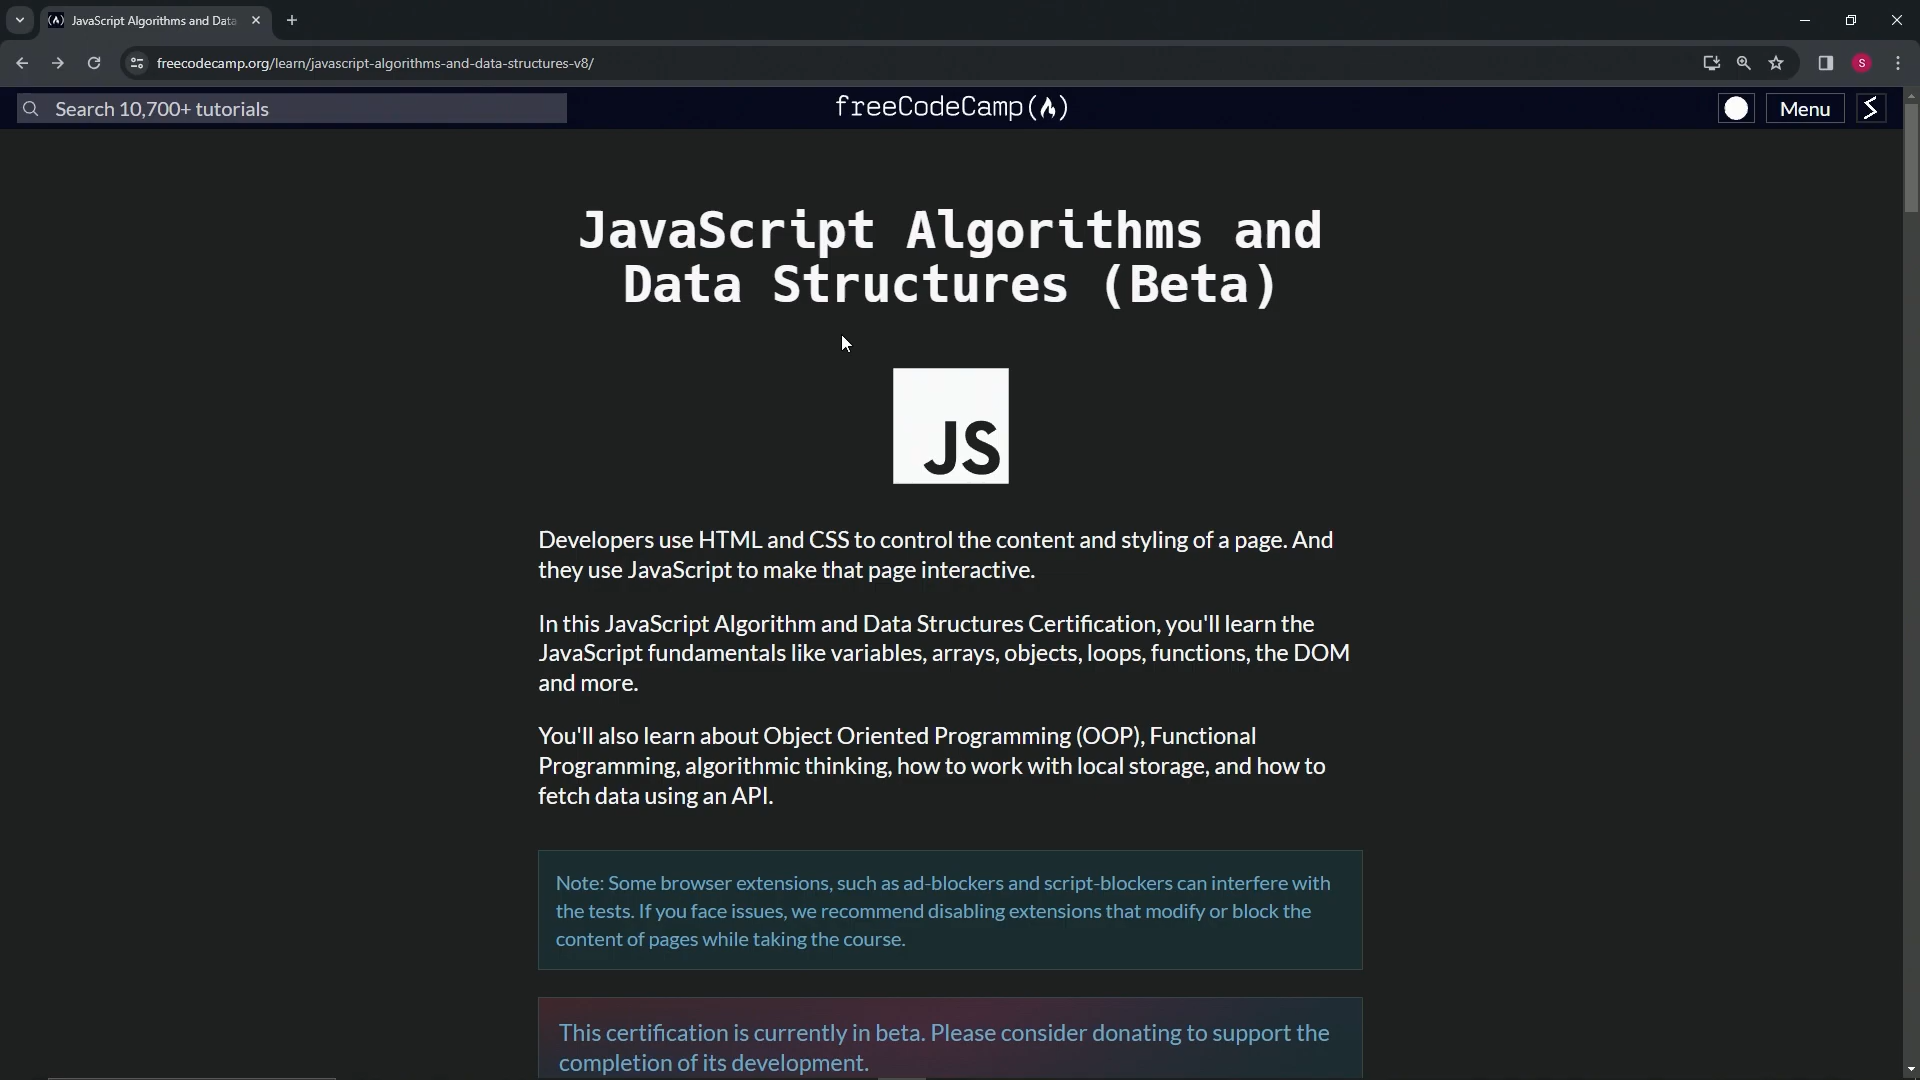 JavaScript Algorithms and Data
freecodecamp.org/learn/javascript-algorithms-and-data-structures-v8/
S
Search 10,700+ tutorials
freeCodeCamp
Menu
JavaScript Algorithms and
Data Structures (Beta)
JS
Developers use HTML and CSS to control the content and styling of a page. And
they use JavaScript to make that page interactive.
In this JavaScript Algorithm and Data Structures Certification, you'll learn the
JavaScript fundamentals like variables, arrays, objects, loops, functions, the DOM
and more.
You'll also learn about Object Oriented Programming (OOP), Functional
Programming, algorithmic thinking, how to work with local storage, and how to
fetch data using an API.
Note: Some browser extensions, such as ad-blockers and script-blockers can interfere with
the tests. If you face issues, we recommend disabling extensions that modify or block the
content of pages while taking the course.
This certification is currently in beta. Please consider donating to support the
completion of its development.